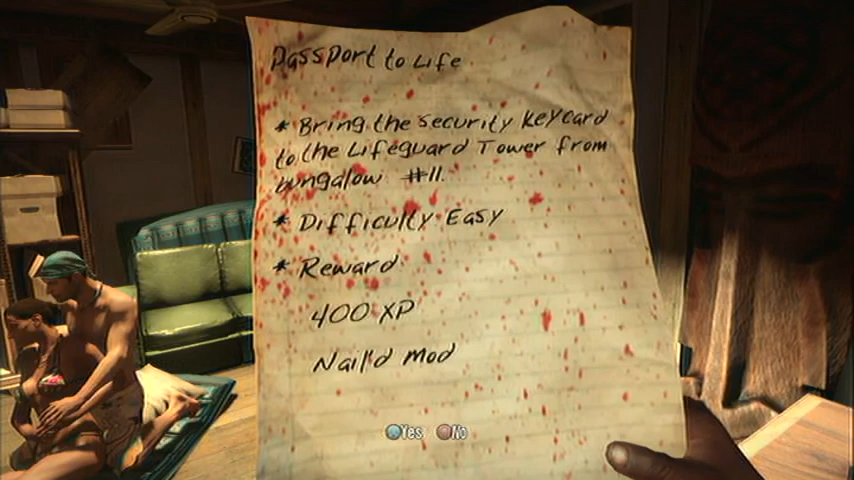 Passport to Life
* Bring the security keycard
to the Lifeguard Tower from
bungalow #11.
* Difficulty Easy
* Reward
400 XP
Nail'd Mod
Yes No